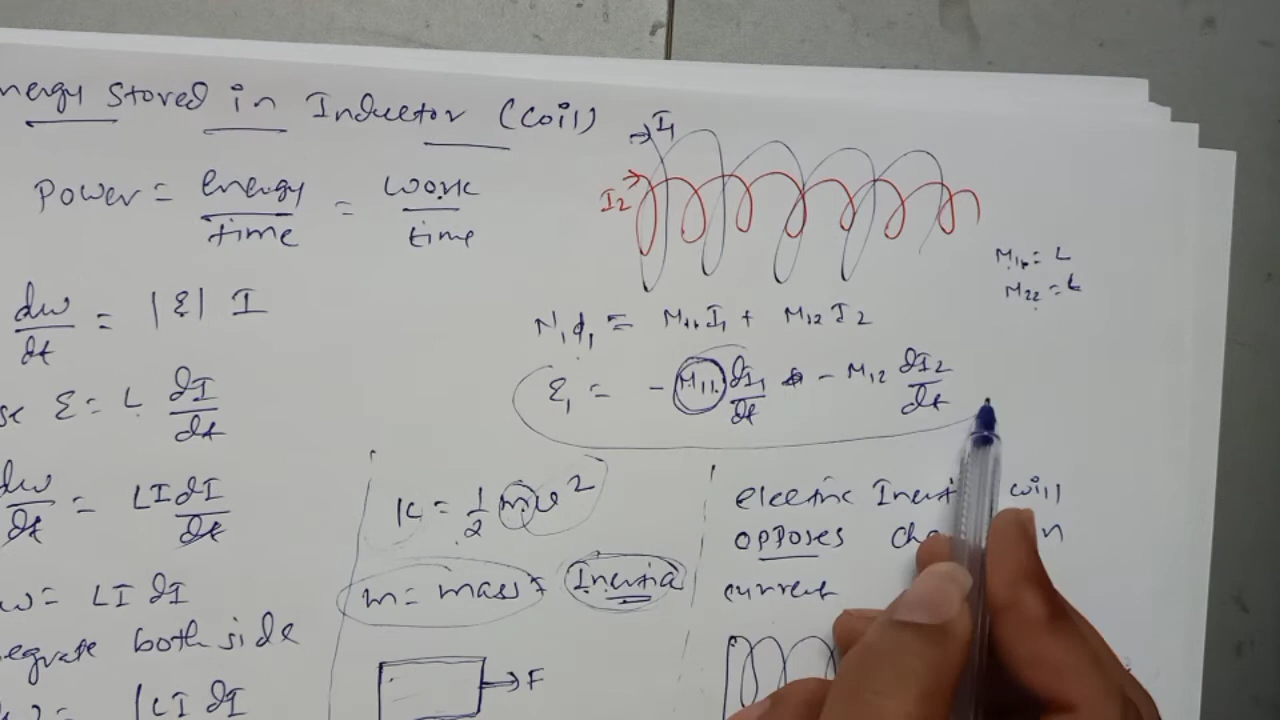 nergy stored in Inductor (coil)
Power = energy/time = work/time
dw/dt = |ε| I
se ε = L dI/dt
dw/dt = LI dI/dt
w = LI dI
egrate both side
LI dI
→ I1
I2
M11 = L
M22 = L
N1ϕ1 = M11 I1 + M12 I2
ε1 = - M11 dI1/dt - M12 dI2/dt
K = 1/2 mv²
m = mass = Inertia
→ F
electric Inert will
opposes cha n
current